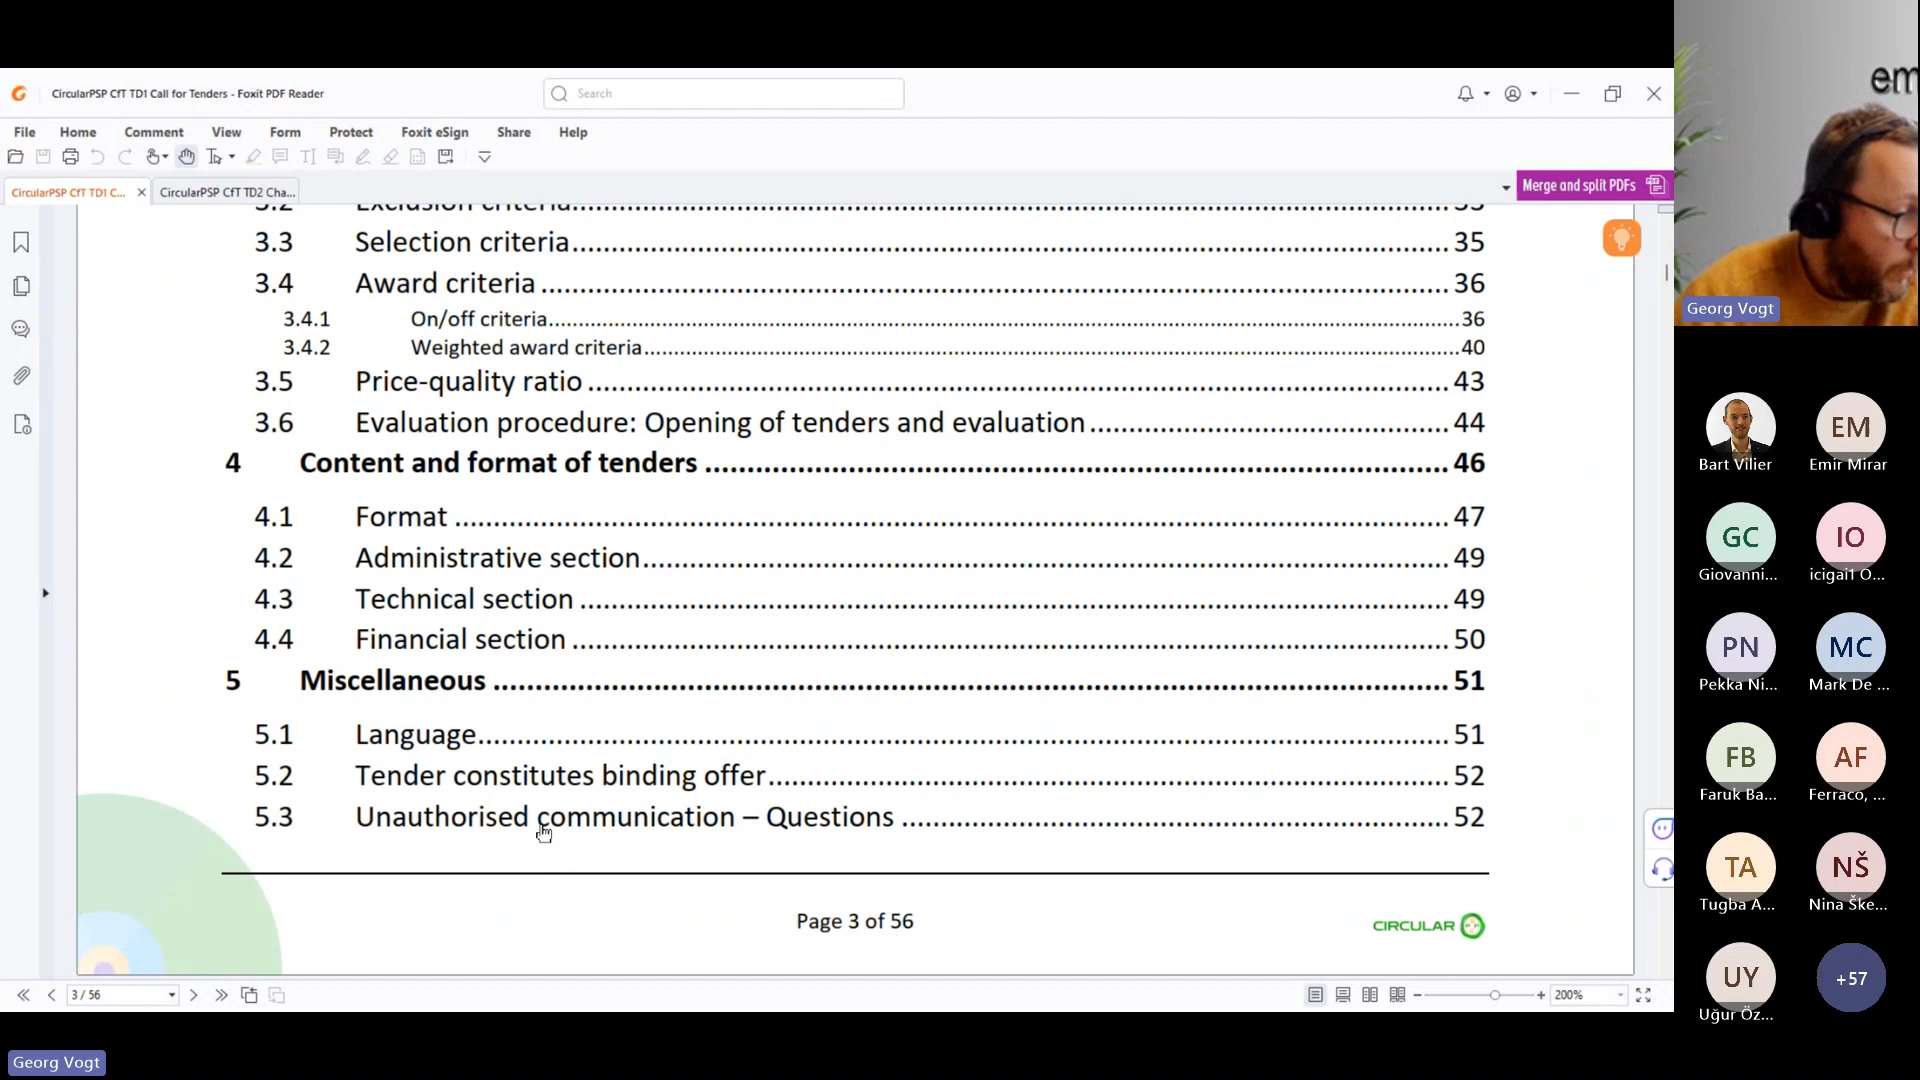 em
CircularPSP CfT TD1 Call for Tenders - Foxit PDF Reader
Search
File Home Comment View Form Protect Foxit eSign Share Help
CircularPSP CfT TD1 C...
CircularPSP CfT TD2 Cha...
Merge and split PDFs
3.2 Exclusion criteria 35
3.3 Selection criteria 35
3.4 Award criteria 36
3.4.1 On/off criteria 36
3.4.2 Weighted award criteria 40
3.5 Price-quality ratio 43
3.6 Evaluation procedure: Opening of tenders and evaluation 44
4 Content and format of tenders 46
4.1 Format 47
4.2 Administrative section 49
4.3 Technical section 49
4.4 Financial section 50
5 Miscellaneous 51
5.1 Language 51
5.2 Tender constitutes binding offer 52
5.3 Unauthorised communication – Questions 52
Page 3 of 56
CIRCULAR
3 / 56
200%
Georg Vogt
Georg Vogt
Bart Vilier
EM
Emir Mirar
GC
Giovanni...
IO
icigai1 O...
PN
Pekka Ni...
MC
Mark De ...
FB
Faruk Ba...
AF
Ferraco, ...
TA
Tugba A...
NŠ
Nina Ške...
UY
Uğur Öz...
+57